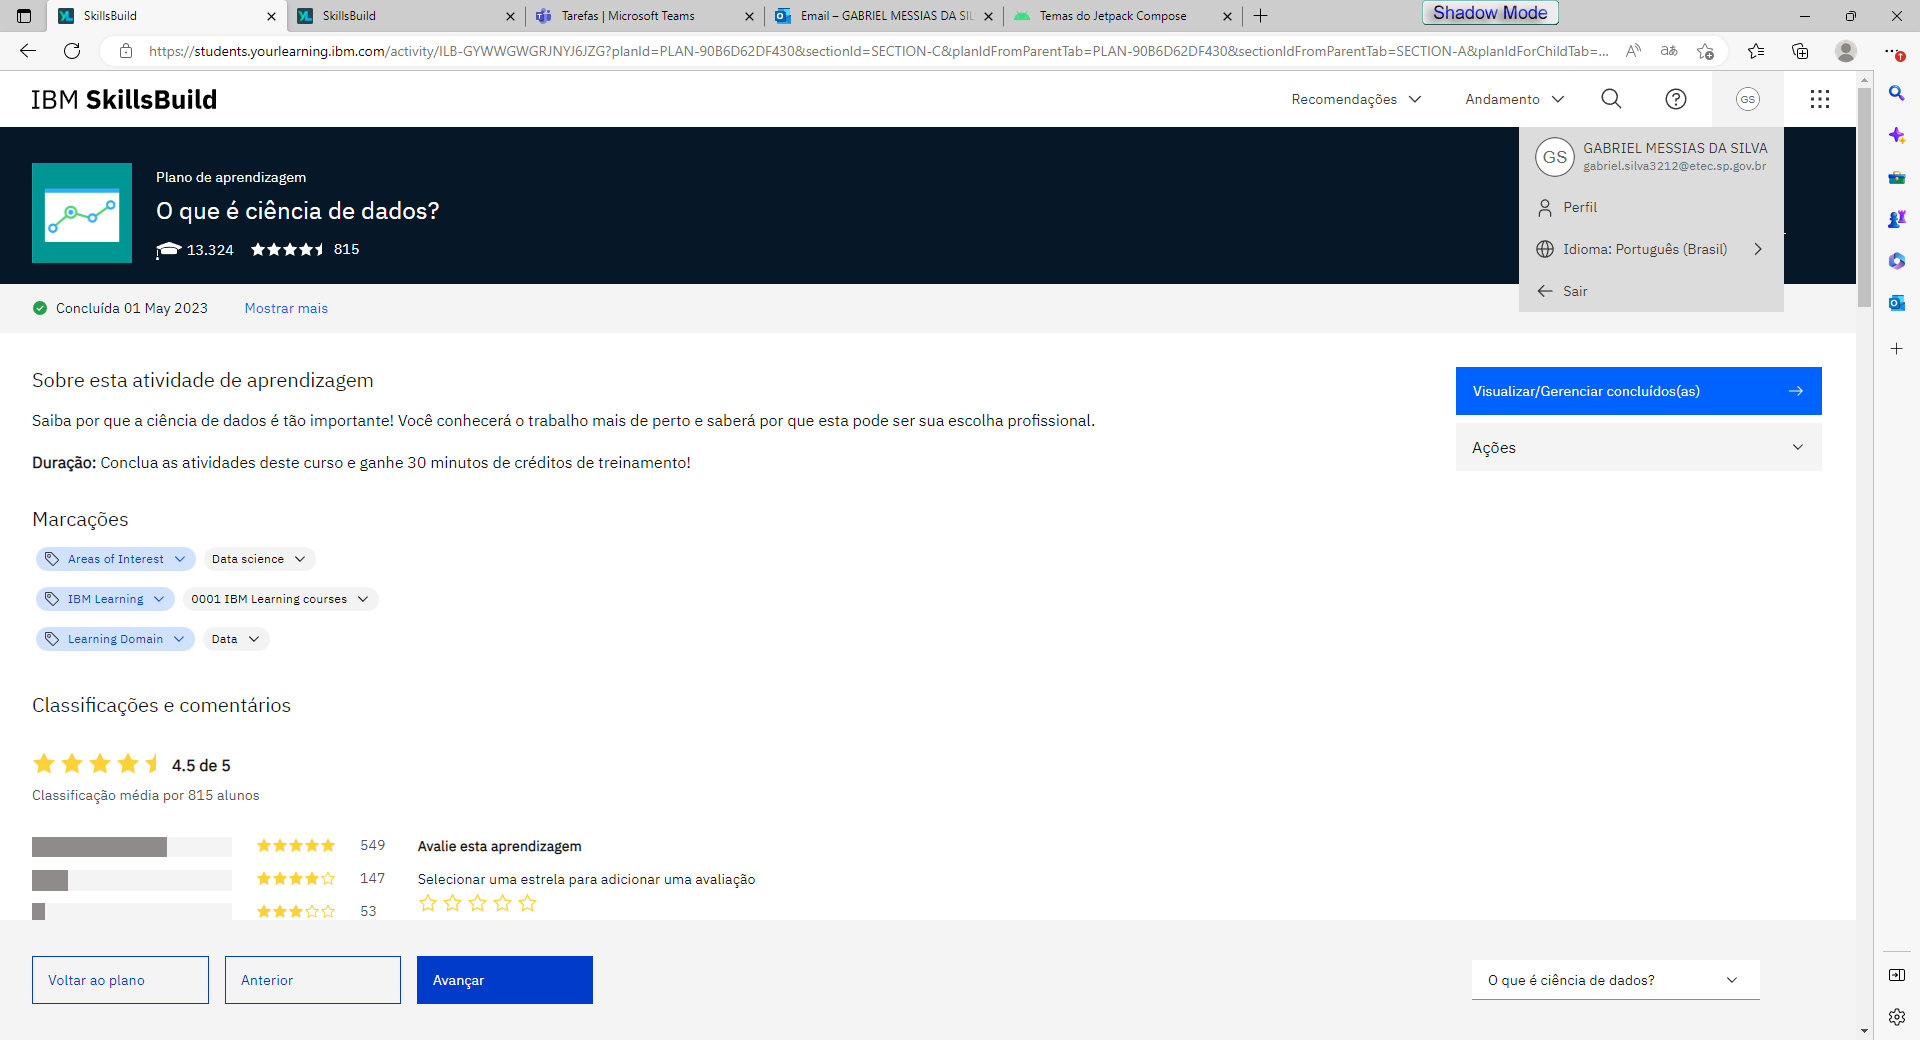 SkillsBuild
SkillsBuild
Tarefas | Microsoft Teams
Email – GABRIEL MESSIAS DA SIL
Temas do Jetpack Compose
Shadow Mode
https://students.yourlearning.ibm.com/activity/ILB-GYWWGWGRJNYJ6JZG?planId=PLAN-90B6D62DF430&sectionId=SECTION-C&planIdFromParentTab=PLAN-90B6D62DF430&sectionIdFromParentTab=SECTION-A&planIdForChildTab=...
IBM SkillsBuild
Recomendações
Andamento
GS
GS
GABRIEL MESSIAS DA SILVA
gabriel.silva3212@etec.sp.gov.br
Perfil
Idioma: Português (Brasil)
Sair
Plano de aprendizagem
O que é ciência de dados?
13.324
815
Concluída 01 May 2023
Mostrar mais
Sobre esta atividade de aprendizagem
Saiba por que a ciência de dados é tão importante! Você conhecerá o trabalho mais de perto e saberá por que esta pode ser sua escolha profissional.
Duração: Conclua as atividades deste curso e ganhe 30 minutos de créditos de treinamento!
Visualizar/Gerenciar concluídos(as)
Ações
Marcações
Areas of Interest
Data science
IBM Learning
0001 IBM Learning courses
Learning Domain
Data
Classificações e comentários
4.5 de 5
Classificação média por 815 alunos
549
147
53
Avalie esta aprendizagem
Selecionar uma estrela para adicionar uma avaliação
Voltar ao plano
Anterior
Avançar
O que é ciência de dados?